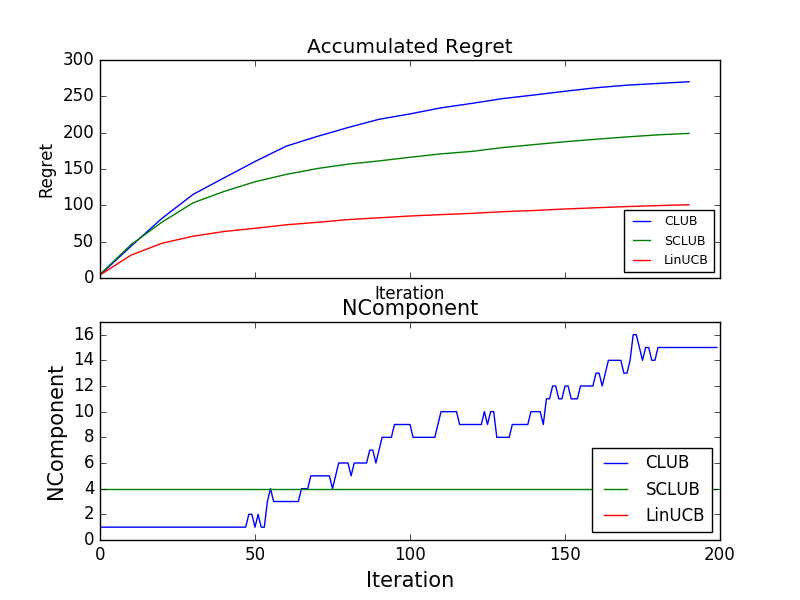 Accumulated Regret
300
250
200
150
100
50
0
Regret
CLUB
SCLUB
LinUCB
Iteration
NComponent
16
14
12
10
8
6
4
2
0
NComponent
CLUB
SCLUB
LinUCB
0 50 100 150 200
Iteration